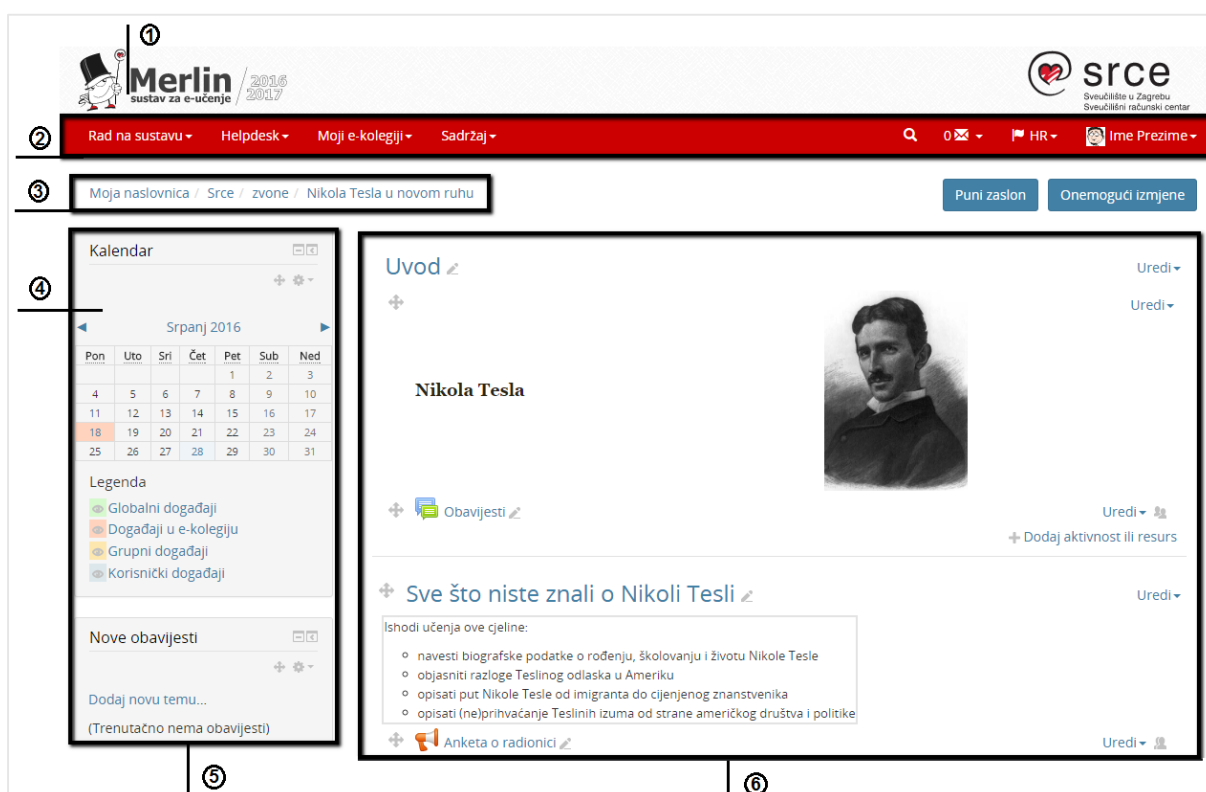 ①
Merlin 2016
sustav za e-učenje 2017
srce
Sveučilište u Zagrebu
Sveučilišni računski centar
②
Rad na sustavu Helpdesk Moji e-kolegiji Sadržaj 0 HR Ime Prezime
③
Moja naslovnica / Srce / zvone / Nikola Tesla u novom ruhu
Puni zaslon Onemogući izmjene
④
Kalendar
Srpanj 2016
Pon Uto Sri Čet Pet Sub Ned
1 2 3
4 5 6 7 8 9 10
11 12 13 14 15 16 17
18 19 20 21 22 23 24
25 26 27 28 29 30 31
Legenda
Globalni događaji
Događaji u e-kolegiju
Grupni događaji
Korisnički događaji
Nove obavijesti
Dodaj novu temu...
(Trenutačno nema obavijesti)
⑤
Uvod Uredi
Uredi
Nikola Tesla
Obavijesti Uredi
Dodaj aktivnost ili resurs
Sve što niste znali o Nikoli Tesli Uredi
Ishodi učenja ove cjeline:
navesti biografske podatke o rođenju, školovanju i životu Nikole Tesle
objasniti razloge Teslinog odlaska u Ameriku
opisati put Nikole Tesle od imigranta do cijenjenog znanstvenika
opisati (ne)prihvaćanje Teslinih izuma od strane američkog društva i politike
Anketa o radionici Uredi
⑥